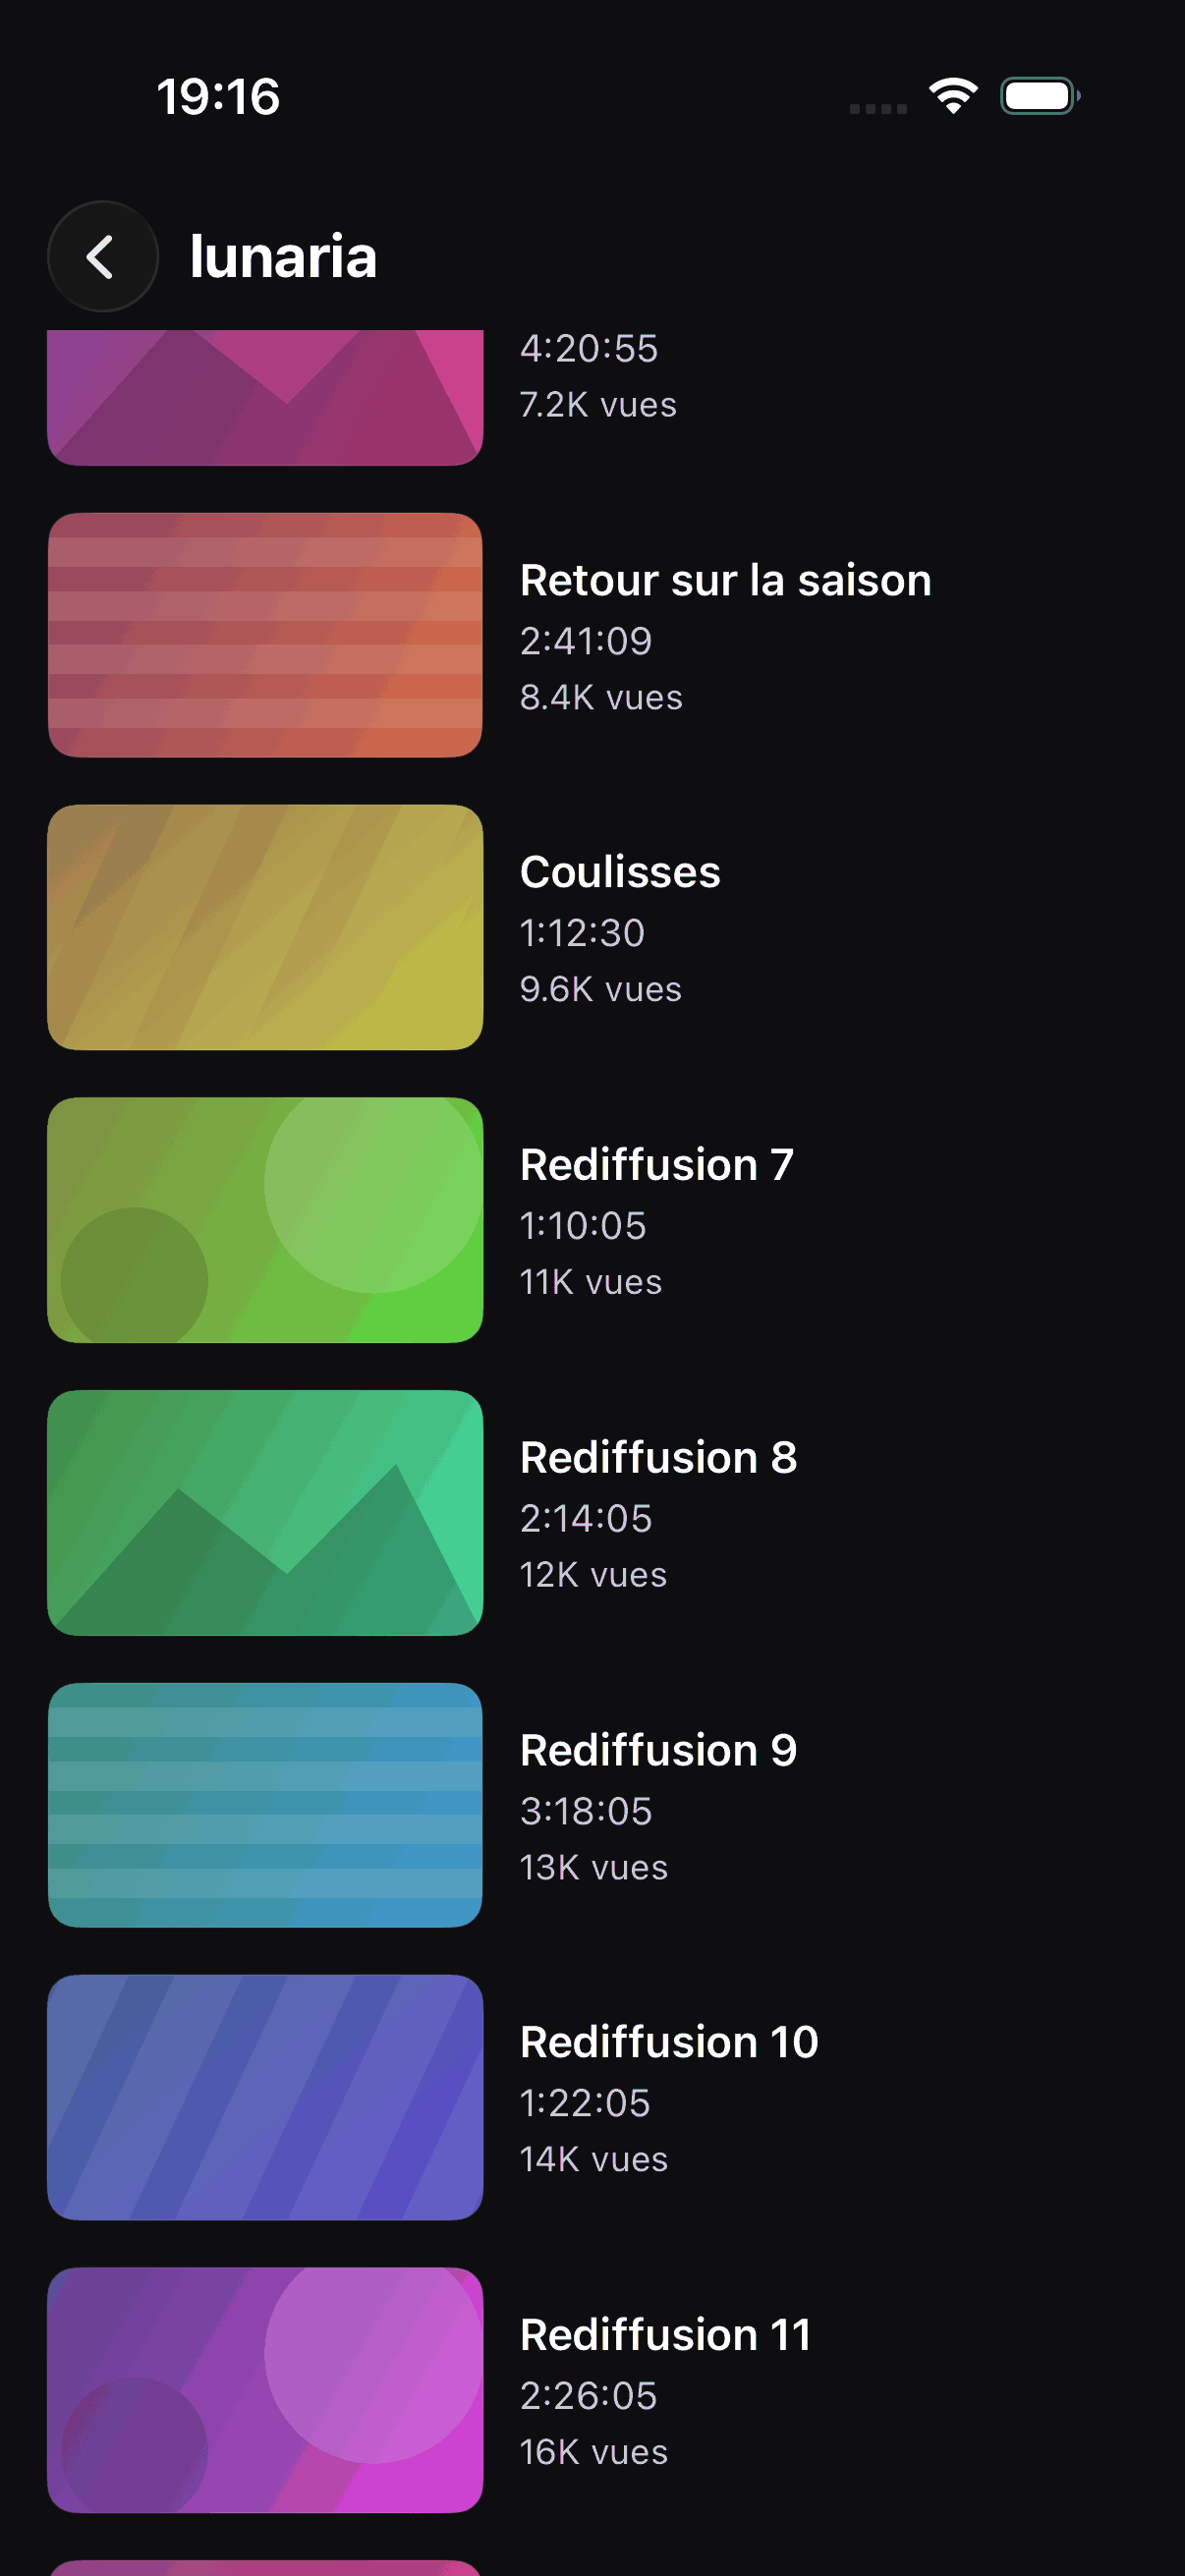 19:16
lunaria
4:20:55
7.2K vues
Retour sur la saison
2:41:09
8.4K vues
Coulisses
1:12:30
9.6K vues
Rediffusion 7
1:10:05
11K vues
Rediffusion 8
2:14:05
12K vues
Rediffusion 9
3:18:05
13K vues
Rediffusion 10
1:22:05
14K vues
Rediffusion 11
2:26:05
16K vues